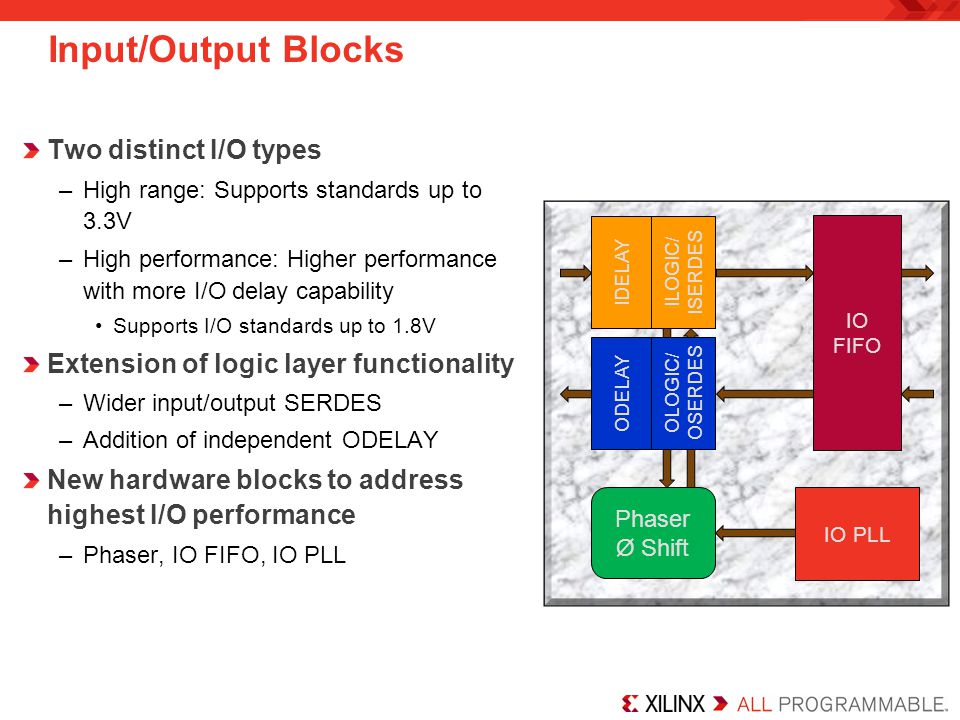 Input/Output Blocks
Two distinct I/O types
–High range: Supports standards up to
3.3V
–High performance: Higher performance
with more I/O delay capability
• Supports I/O standards up to 1.8V
Extension of logic layer functionality
–Wider input/output SERDES
–Addition of independent ODELAY
New hardware blocks to address
highest I/O performance
–Phaser, IO FIFO, IO PLL
IDELAY
ILOGIC/
ISERDES
IO
FIFO
ODELAY
OLOGIC/
OSERDES
Phaser
Ø Shift
IO PLL
XILINX ALL PROGRAMMABLE.